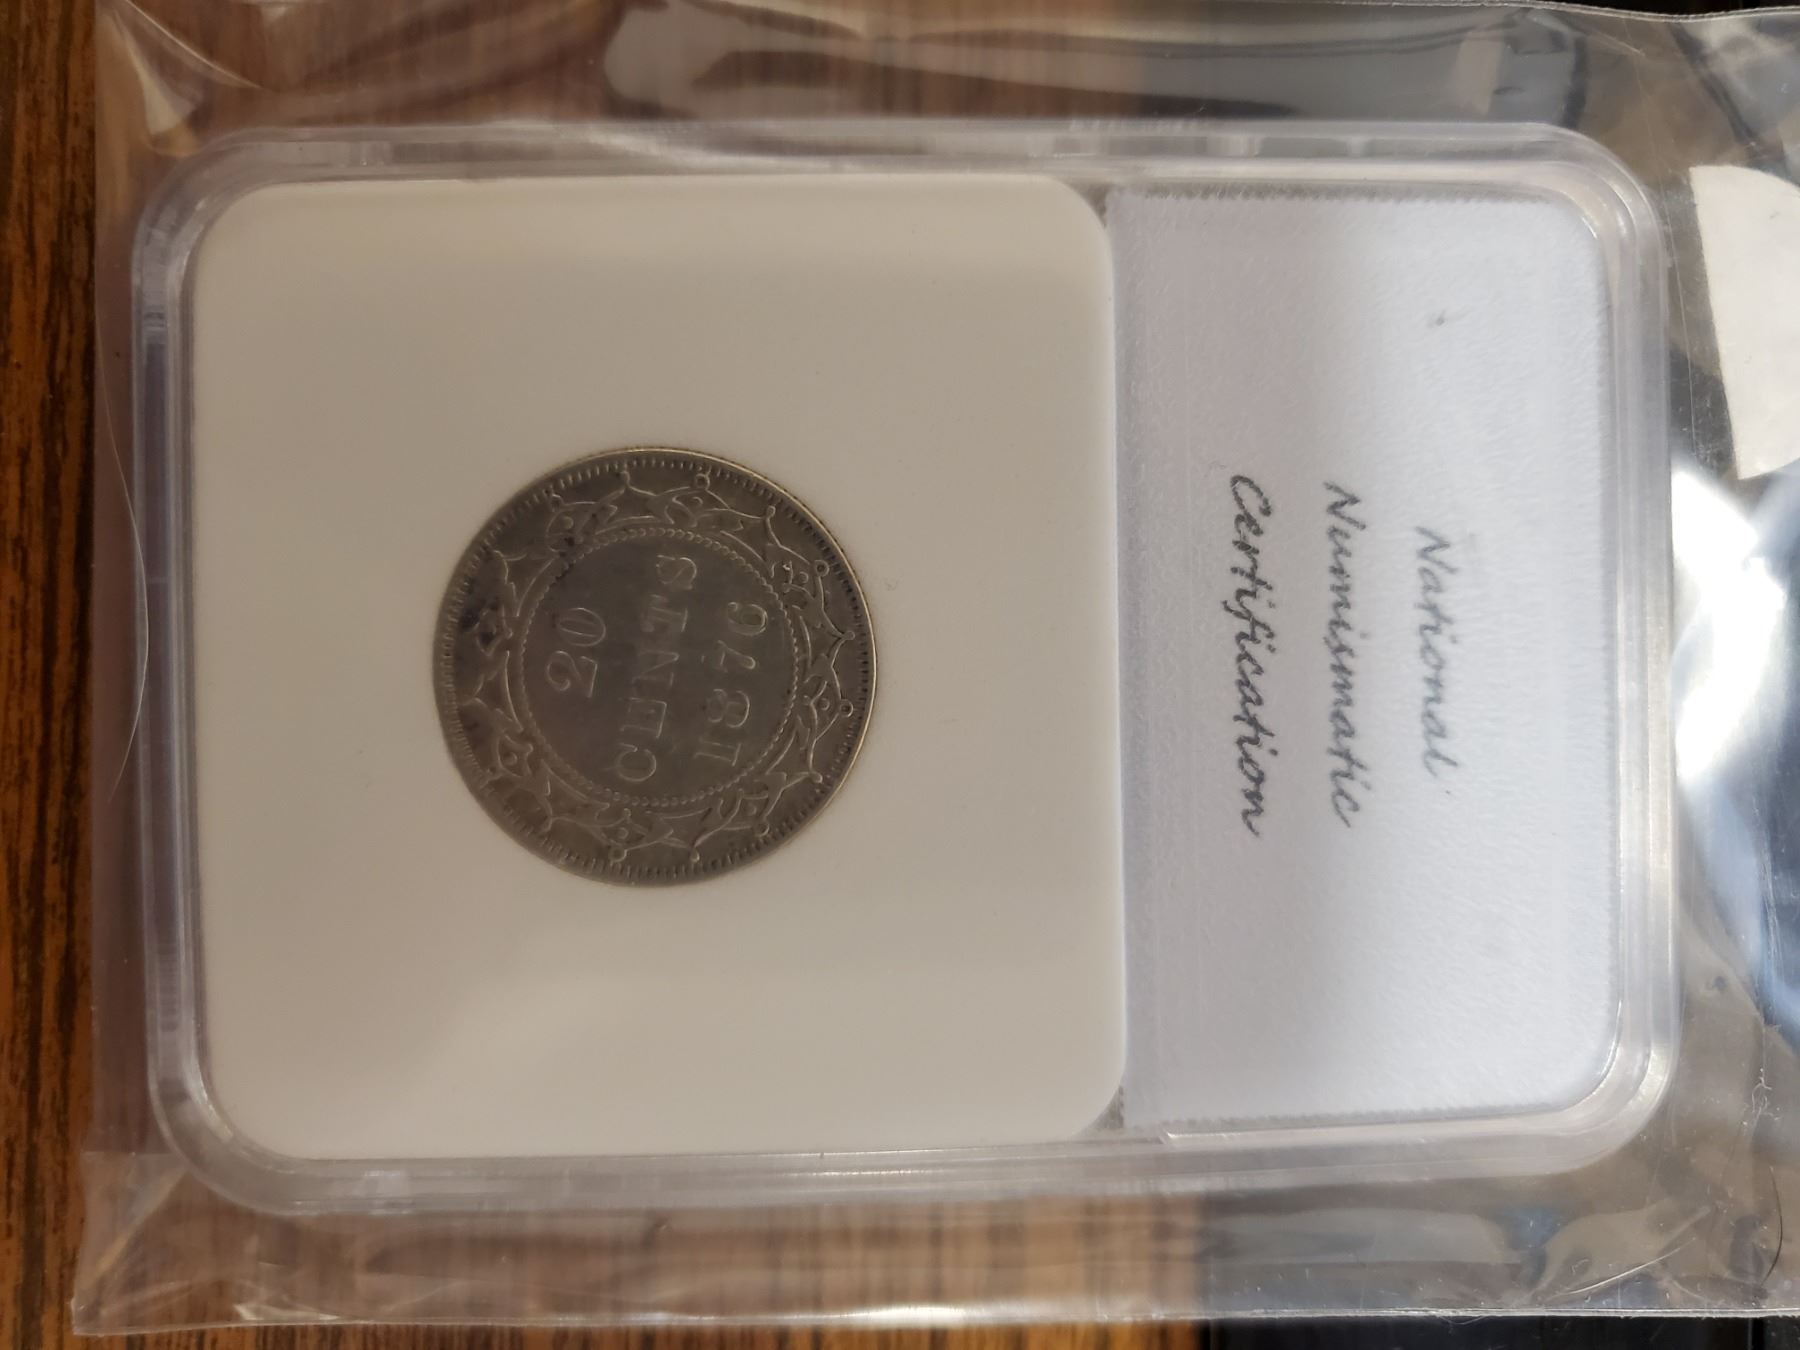 National
Numismatic
Certification
20
CENTS
1876